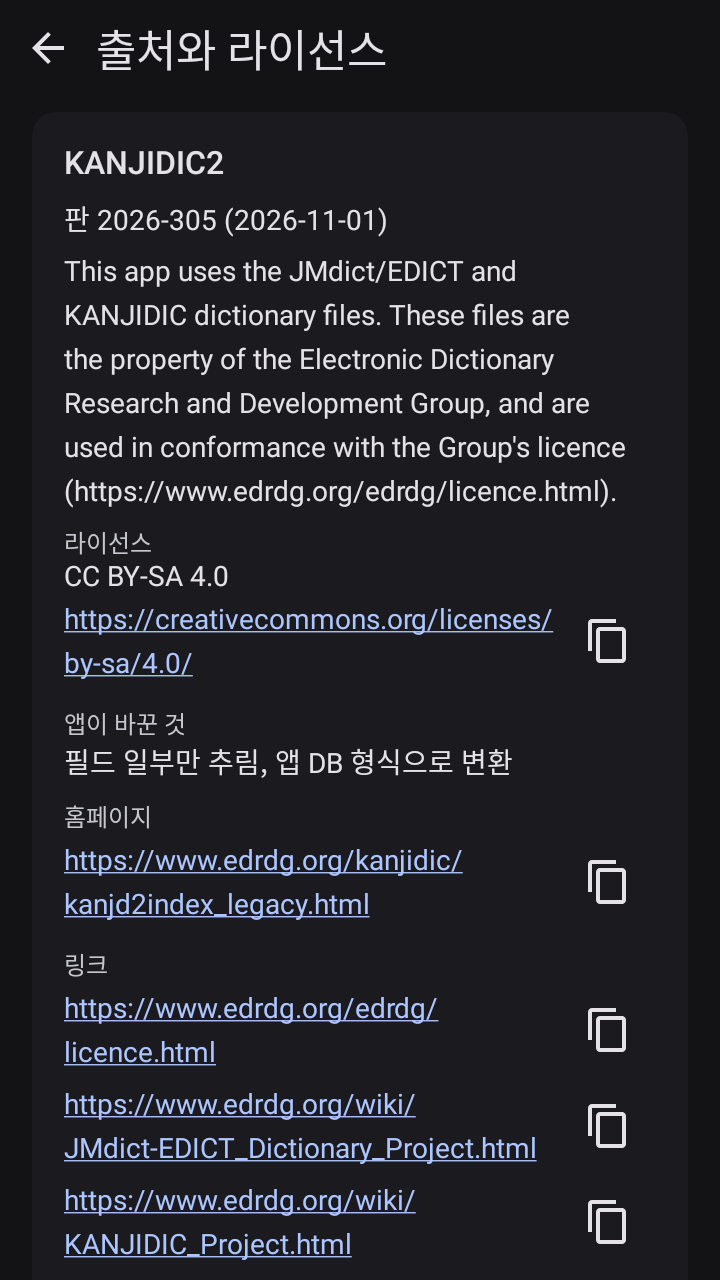 출처와 라이선스
KANJIDIC2
판 2026-305 (2026-11-01)
This app uses the JMdict/EDICT and
KANJIDIC dictionary files. These files are
the property of the Electronic Dictionary
Research and Development Group, and are
used in conformance with the Group's licence
(https://www.edrdg.org/edrdg/licence.html).
라이선스
CC BY-SA 4.0
https://creativecommons.org/licenses/
by-sa/4.0/
앱이 바꾼 것
필드 일부만 추림, 앱 DB 형식으로 변환
홈페이지
https://www.edrdg.org/kanjidic/
kanjd2index_legacy.html
링크
https://www.edrdg.org/edrdg/
licence.html
https://www.edrdg.org/wiki/
JMdict-EDICT_Dictionary_Project.html
https://www.edrdg.org/wiki/
KANJIDIC_Project.html